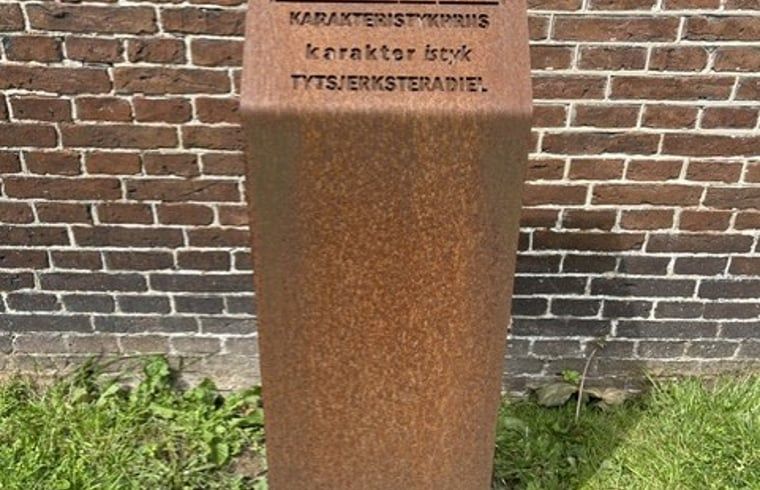 KARAKTERISTYKPRIIS
karakter istyk
TYTSJERKSTERADIEL